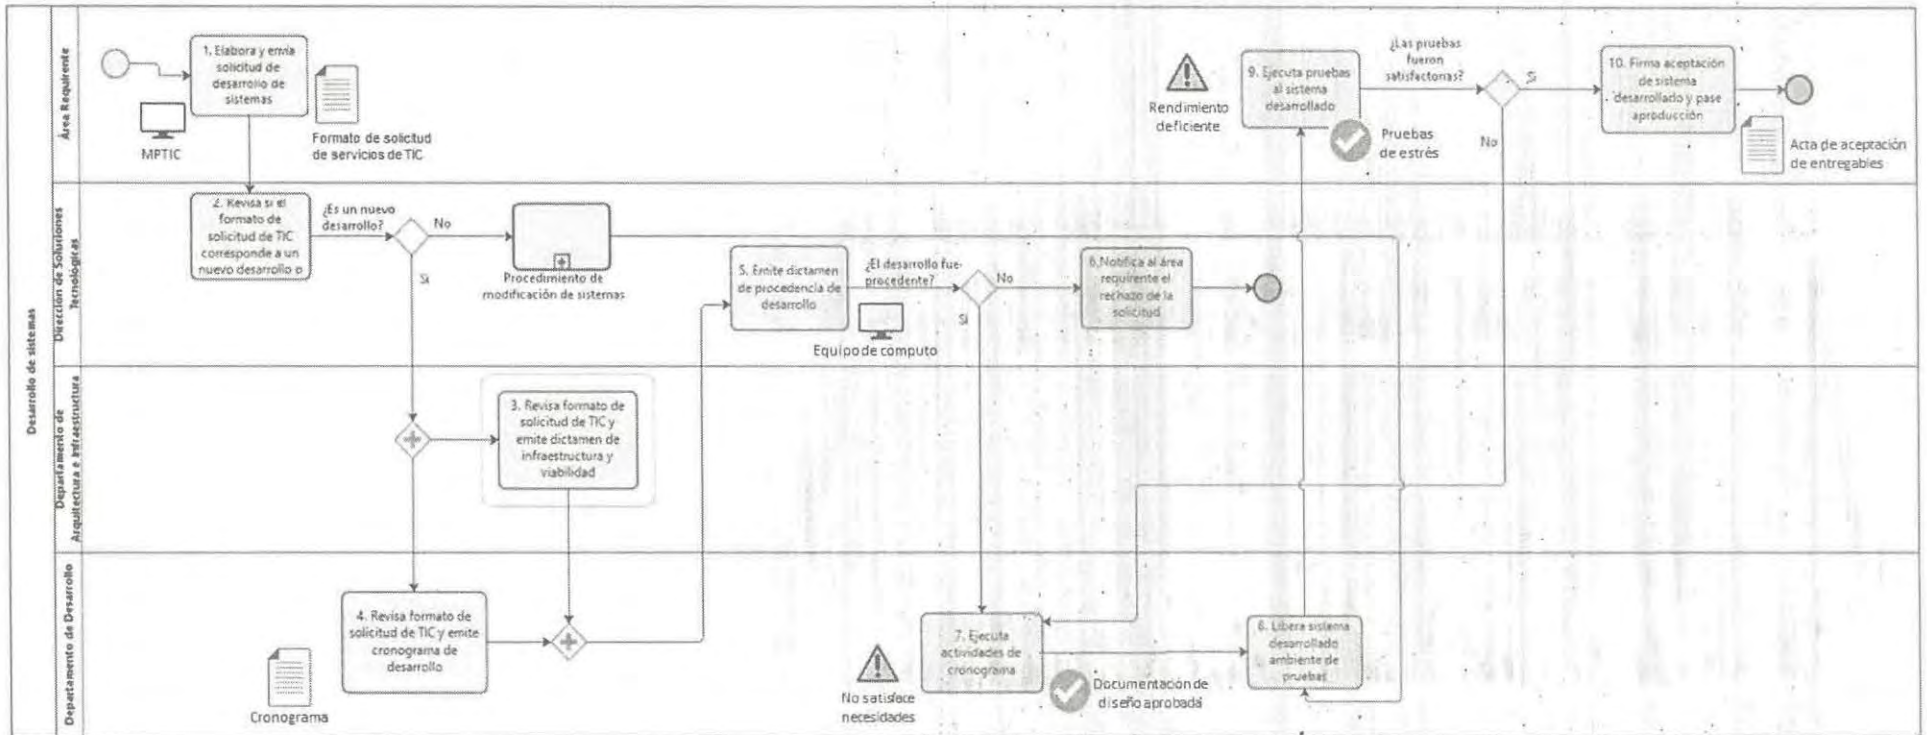 Desarrollo de sistemas
Área Requirente
1. Elabora y envía
solicitud de
desarrollo de
sistemas
MPTIC
Formato de solicitud
de servicios de TIC
Rendimiento
deficiente
9. Ejecuta pruebas
al sistema
desarrollado
Pruebas
de estrés
¿Las pruebas
fueron
satisfactorias?
Si
No
10. Firma aceptación
de sistema
desarrollado y pase
aproducción
Acta de aceptación
de entregables
Dirección de Soluciones
Tecnológicas
2. Revisa si el
formato de
solicitud de TIC
corresponde a un
nuevo desarrollo o
¿Es un nuevo
desarrollo?
No
Si
Procedimiento de
modificación de sistemas
5. Emite dictamen
de procedencia de
desarrollo
Equipo de computo
¿El desarrollo fue
procedente?
No
Si
6.Notifica al área
requirente el
rechazo de la
solicitud
Departamento de
Arquitectura e Infraestructura
3. Revisa formato de
solicitud de TIC y
emite dictamen de
infraestructura y
viabilidad
Departamento de Desarrollo
4. Revisa formato de
solicitud de TIC y emite
cronograma de
desarrollo
Cronograma
No satisface
necesidades
7. Ejecuta
actividades de
cronograma
Documentación de
diseño aprobada
8. Libera sistema
desarrollado
ambiente de
pruebas